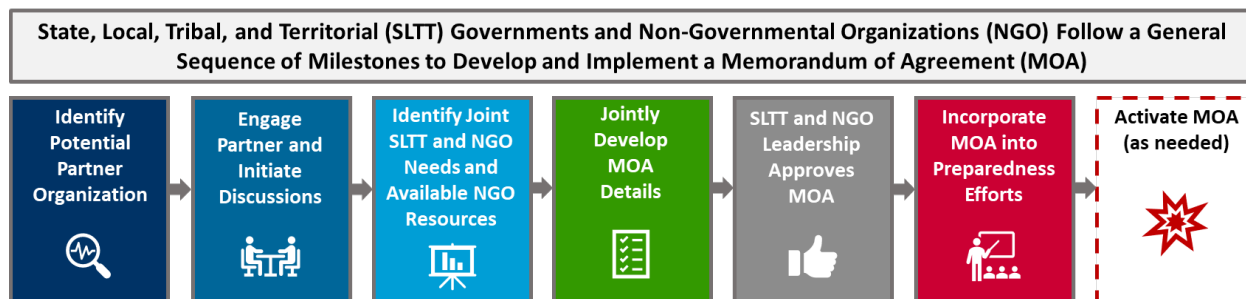 State, Local, Tribal, and Territorial (SLTT) Governments and Non-Governmental Organizations (NGO) Follow a General
Sequence of Milestones to Develop and Implement a Memorandum of Agreement (MOA)
Identify
Potential
Partner
Organization
Engage
Partner and
Initiate
Discussions
Identify Joint
SLTT and NGO
Needs and
Available NGO
Resources
Jointly
Develop
MOA
Details
SLTT and NGO
Leadership
Approves
MOA
Incorporate
MOA into
Preparedness
Efforts
Activate MOA
(as needed)